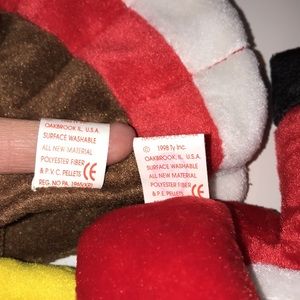 OAKBROOK IL. U.S.A.
SURFACE WASHABLE
ALL NEW MATERIAL
POLYESTER FIBER
& P.V.C. PELLETS CE
REG. NO PA. 1965(KR)
© 1998 Ty Inc.
OAKBROOK, IL. U.S.A.
SURFACE WASHABLE
ALL NEW MATERIAL
POLYESTER FIBER
& P.E. PELLETS CE